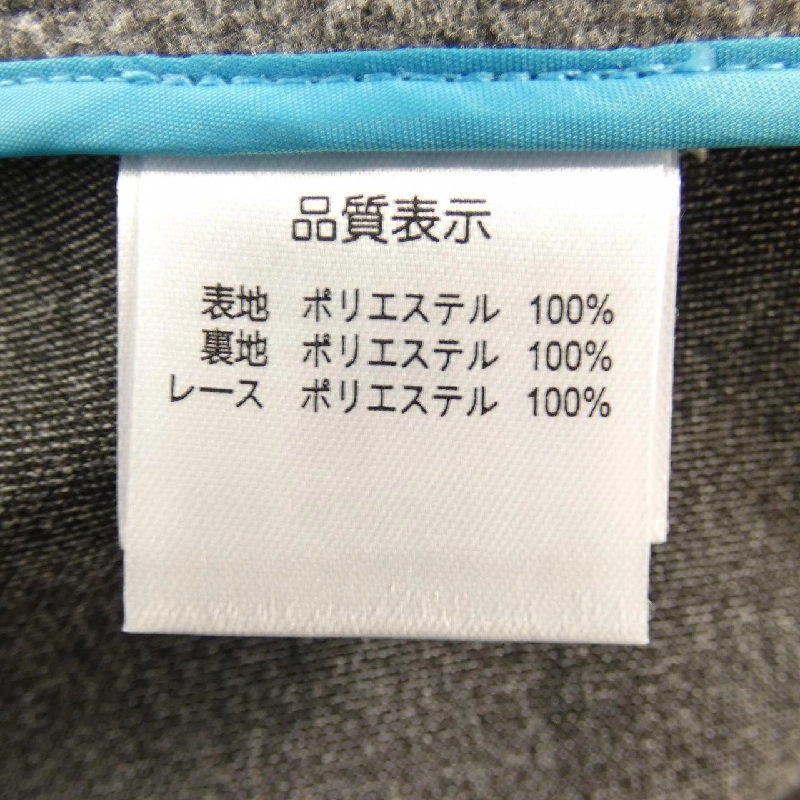 品質表示
表地 ポリエステル 100%
裏地 ポリエステル 100%
レース ポリエステル 100%